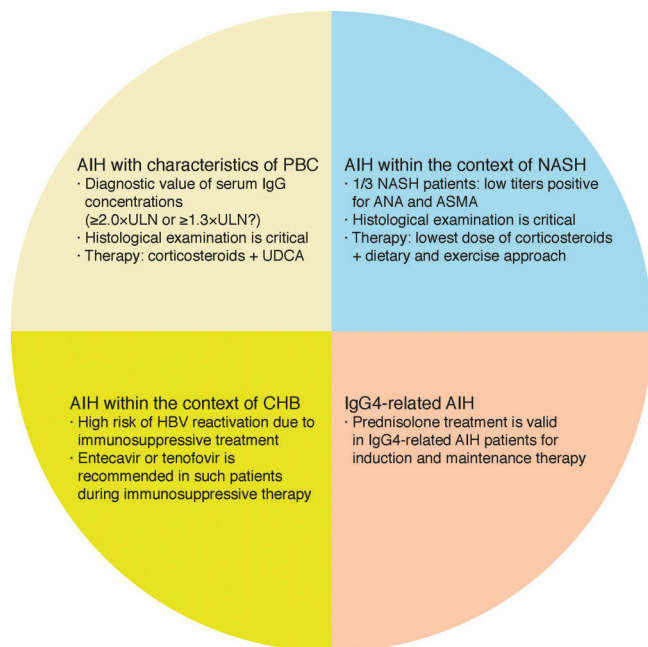 AIH with characteristics of PBC
· Diagnostic value of serum IgG
concentrations
(≥2.0×ULN or ≥1.3×ULN?)
· Histological examination is critical
· Therapy: corticosteroids + UDCA
AIH within the context of NASH
· 1/3 NASH patients: low titers positive
for ANA and ASMA
· Histological examination is critical
· Therapy: lowest dose of corticosteroids
+ dietary and exercise approach
AIH within the context of CHB
· High risk of HBV reactivation due to
immunosuppressive treatment
· Entecavir or tenofovir is
recommended in such patients
during immunosuppressive therapy
IgG4-related AIH
· Prednisolone treatment is valid
in IgG4-related AIH patients for
induction and maintenance therapy